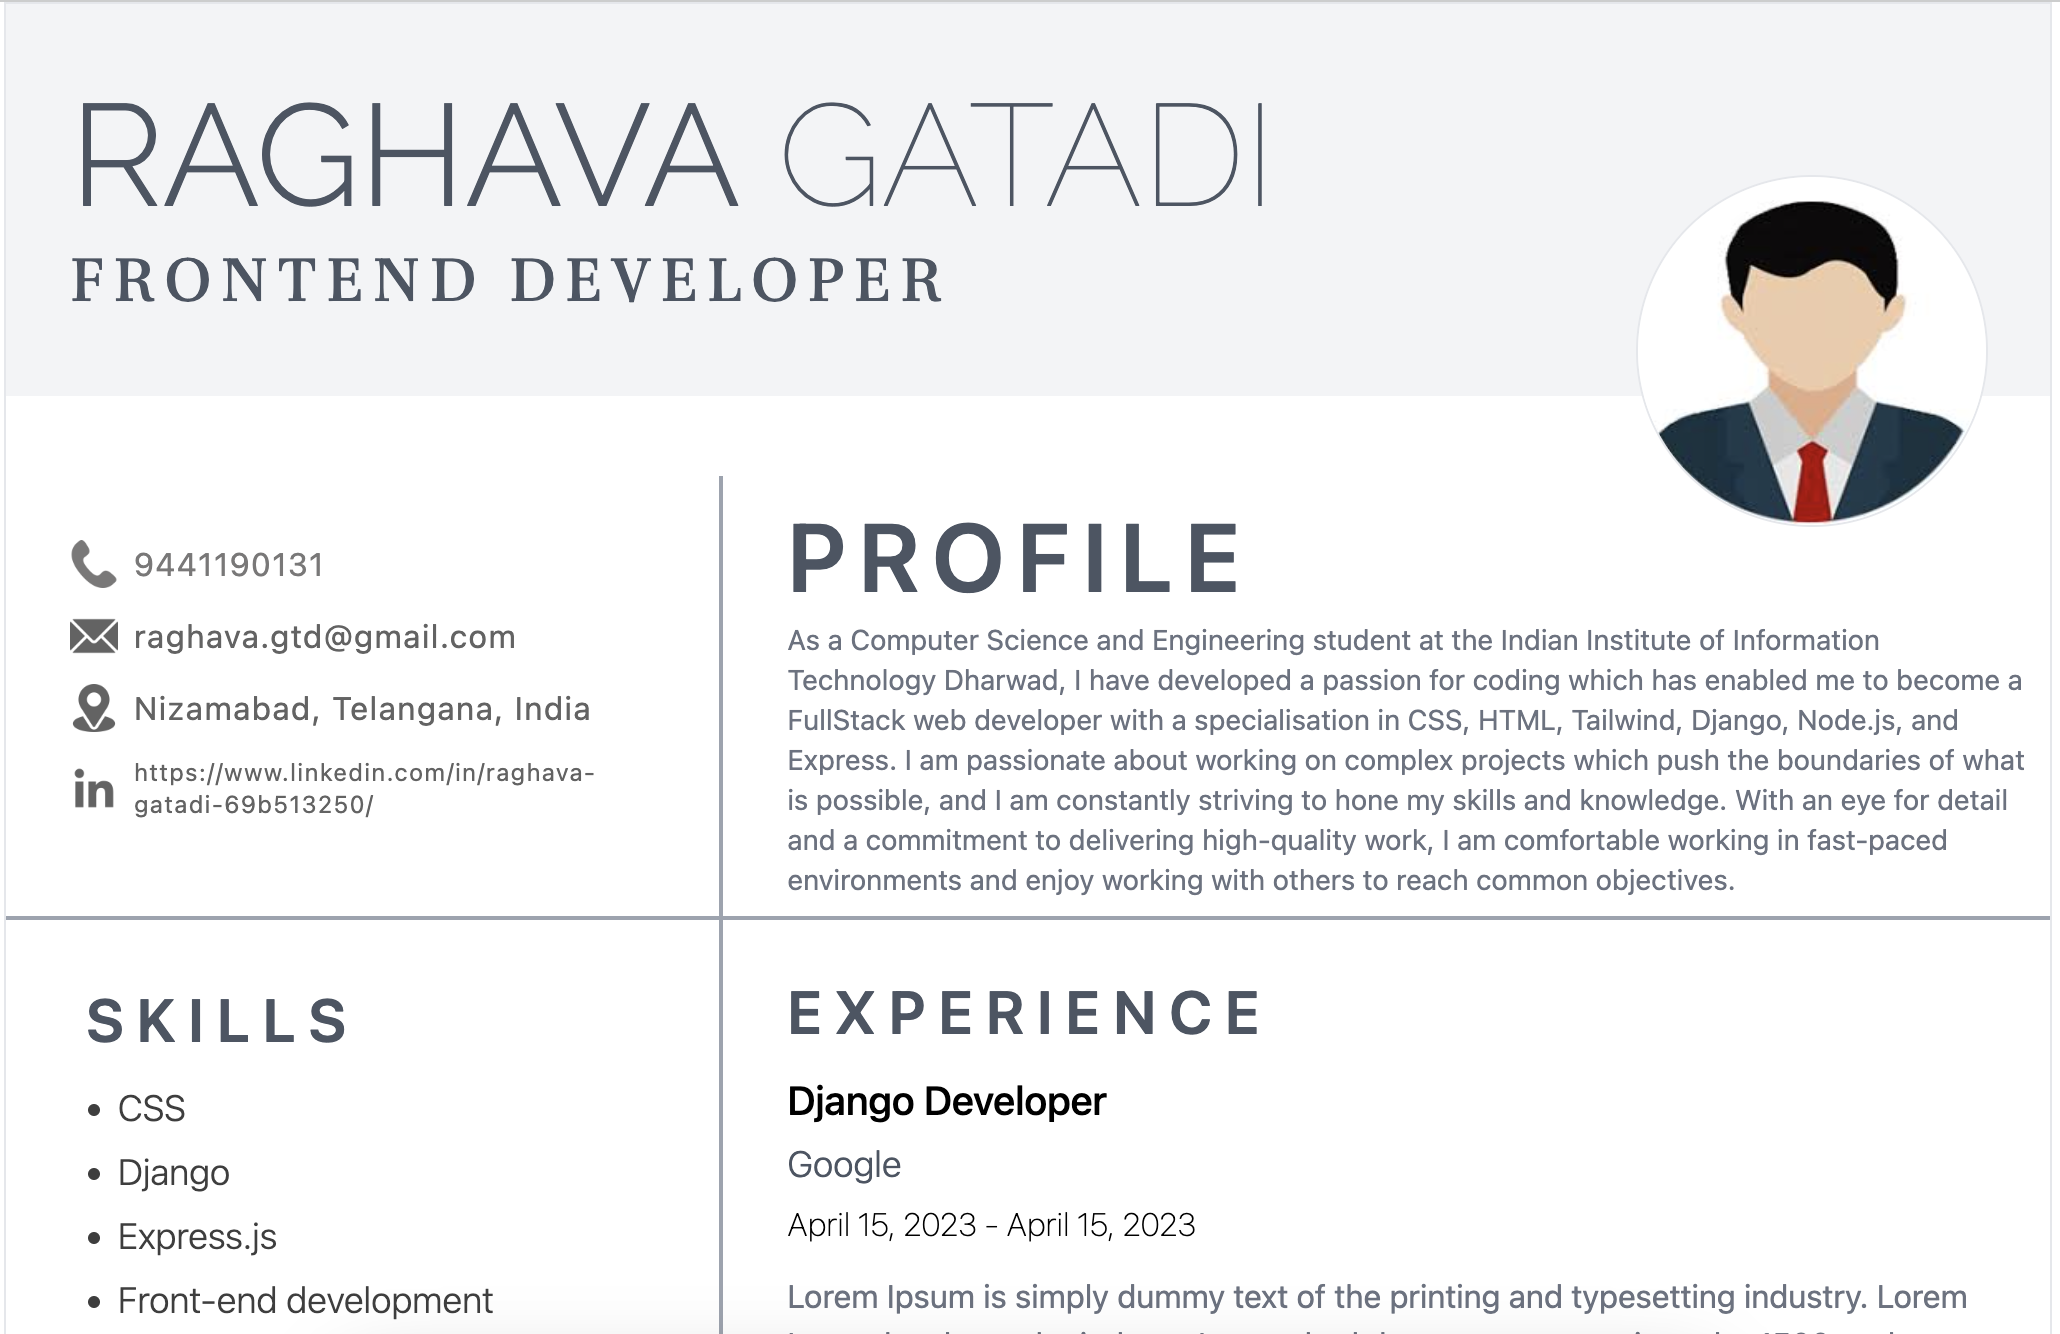 RAGHAVA GATADI
FRONTEND DEVELOPER
9441190131
raghava.gtd@gmail.com
Nizamabad, Telangana, India
https://www.linkedin.com/in/raghava-
gatadi-69b513250/
PROFILE
As a Computer Science and Engineering student at the Indian Institute of Information
Technology Dharwad, I have developed a passion for coding which has enabled me to become a
FullStack web developer with a specialisation in CSS, HTML, Tailwind, Django, Node.js, and
Express. I am passionate about working on complex projects which push the boundaries of what
is possible, and I am constantly striving to hone my skills and knowledge. With an eye for detail
and a commitment to delivering high-quality work, I am comfortable working in fast-paced
environments and enjoy working with others to reach common objectives.
SKILLS
• CSS
• Django
• Express.js
• Front-end development
EXPERIENCE
Django Developer
Google
April 15, 2023 - April 15, 2023
Lorem Ipsum is simply dummy text of the printing and typesetting industry. Lorem